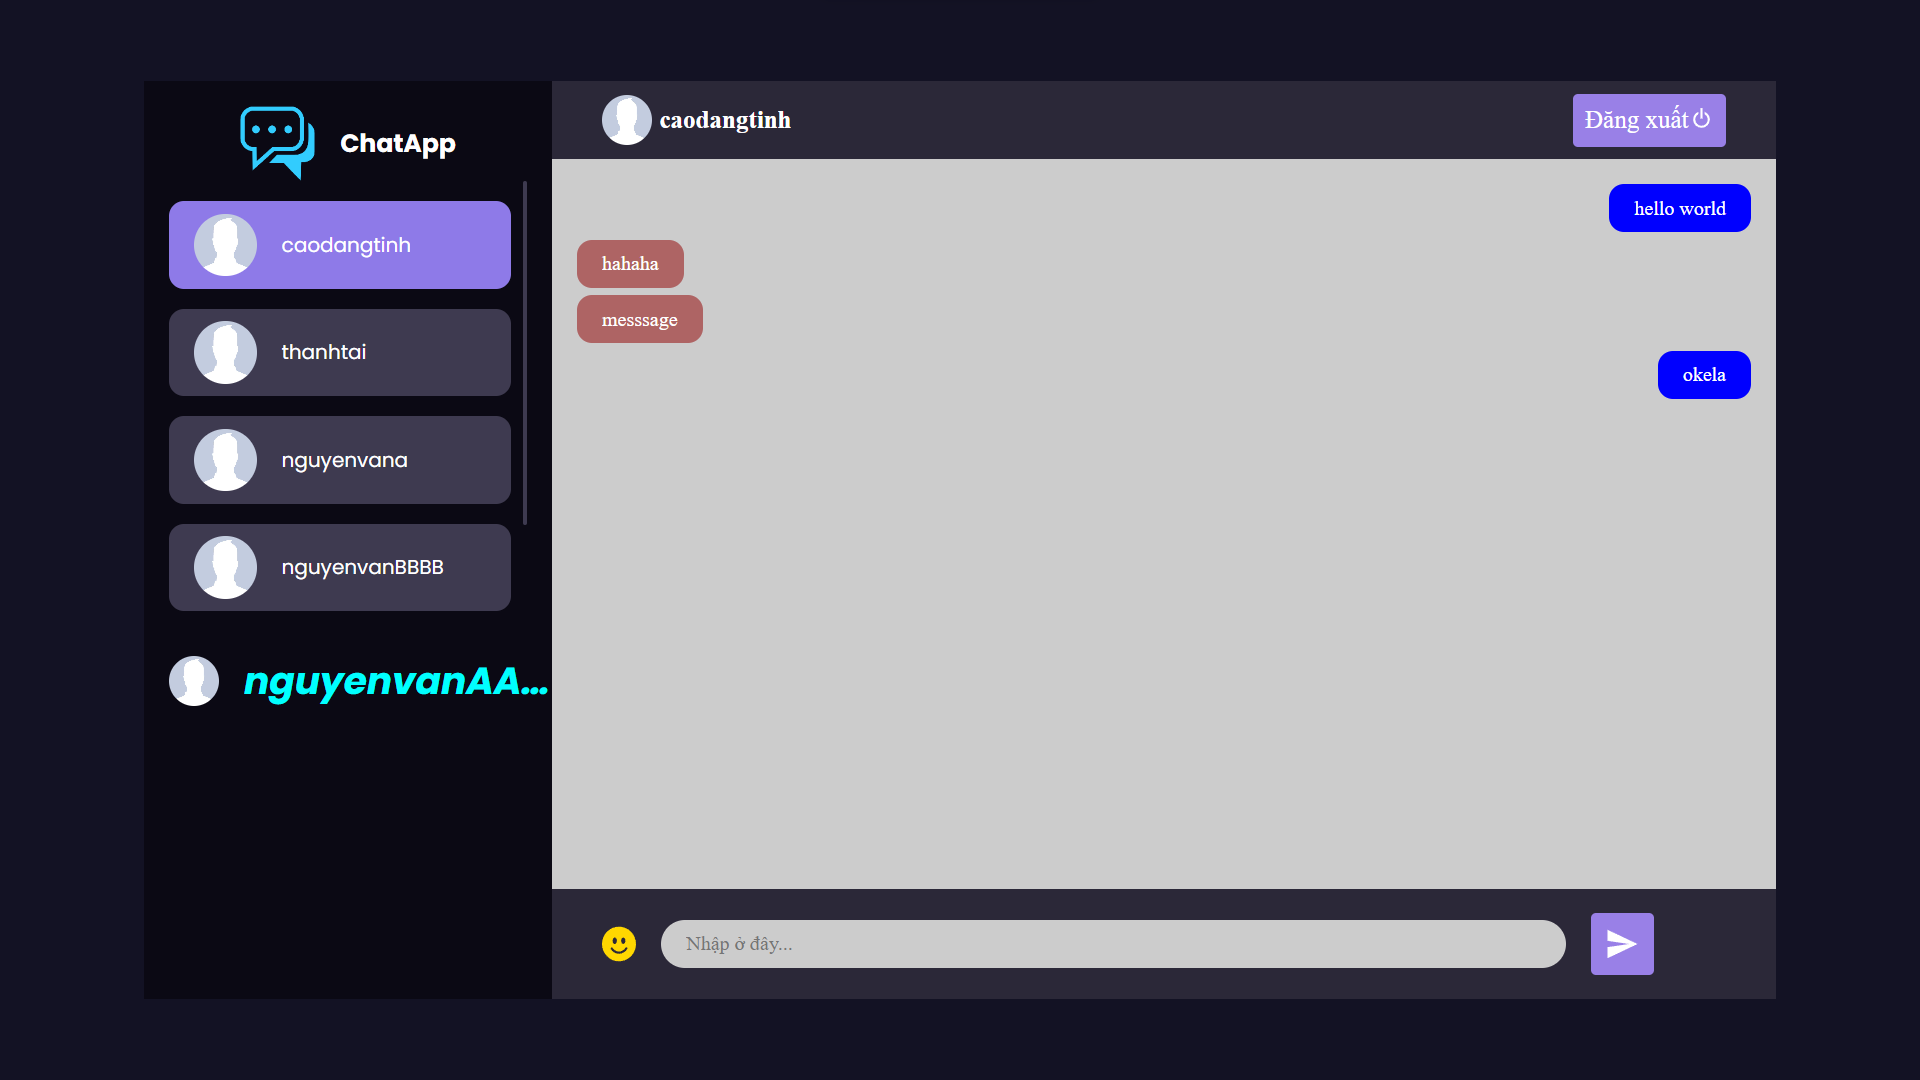 ChatApp
caodangtinh
thanhtai
nguyenvana
nguyenvanBBBB
nguyenvanAA...
caodangtinh
Đăng xuất
hello world
hahaha
messsage
okela
Nhập ở đây...